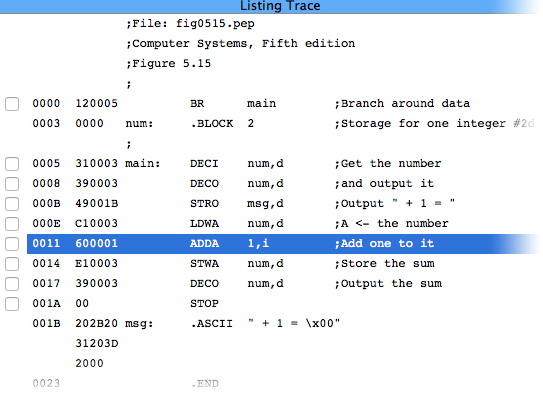 Listing Trace
;File: fig0515.pep
;Computer Systems, Fifth edition
;Figure 5.15
;
0000 120005 BR main ;Branch around data
0003 0000 num: .BLOCK 2 ;Storage for one integer #2d
;
0005 310003 main: DECI num,d ;Get the number
0008 390003 DECO num,d ;and output it
000B 49001B STRO msg,d ;Output " + 1 = "
000E C10003 LDWA num,d ;A <- the number
0011 600001 ADDA 1,i ;Add one to it
0014 E10003 STWA num,d ;Store the sum
0017 390003 DECO num,d ;Output the sum
001A 00 STOP
001B 202B20 msg: .ASCII " + 1 = \x00"
31203D
2000
0023 .END